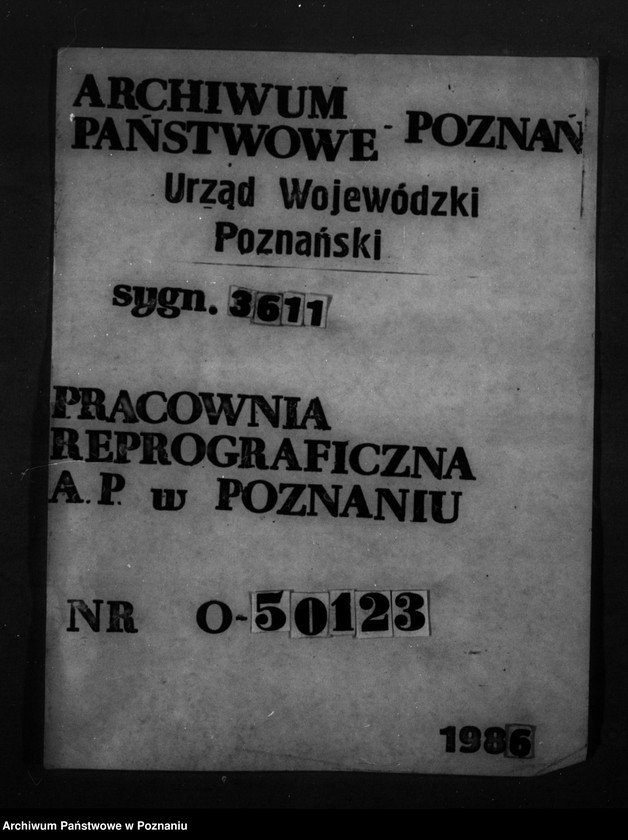 ARCHIWUM
PAŃSTWOWE - POZNAŃ
Urząd Wojewódzki
Poznański
sygn. 3611
PRACOWNIA
REPROGRAFICZNA
A.P. w POZNANIU
NR O-50123
1986
Archiwum Państwowe w Poznaniu